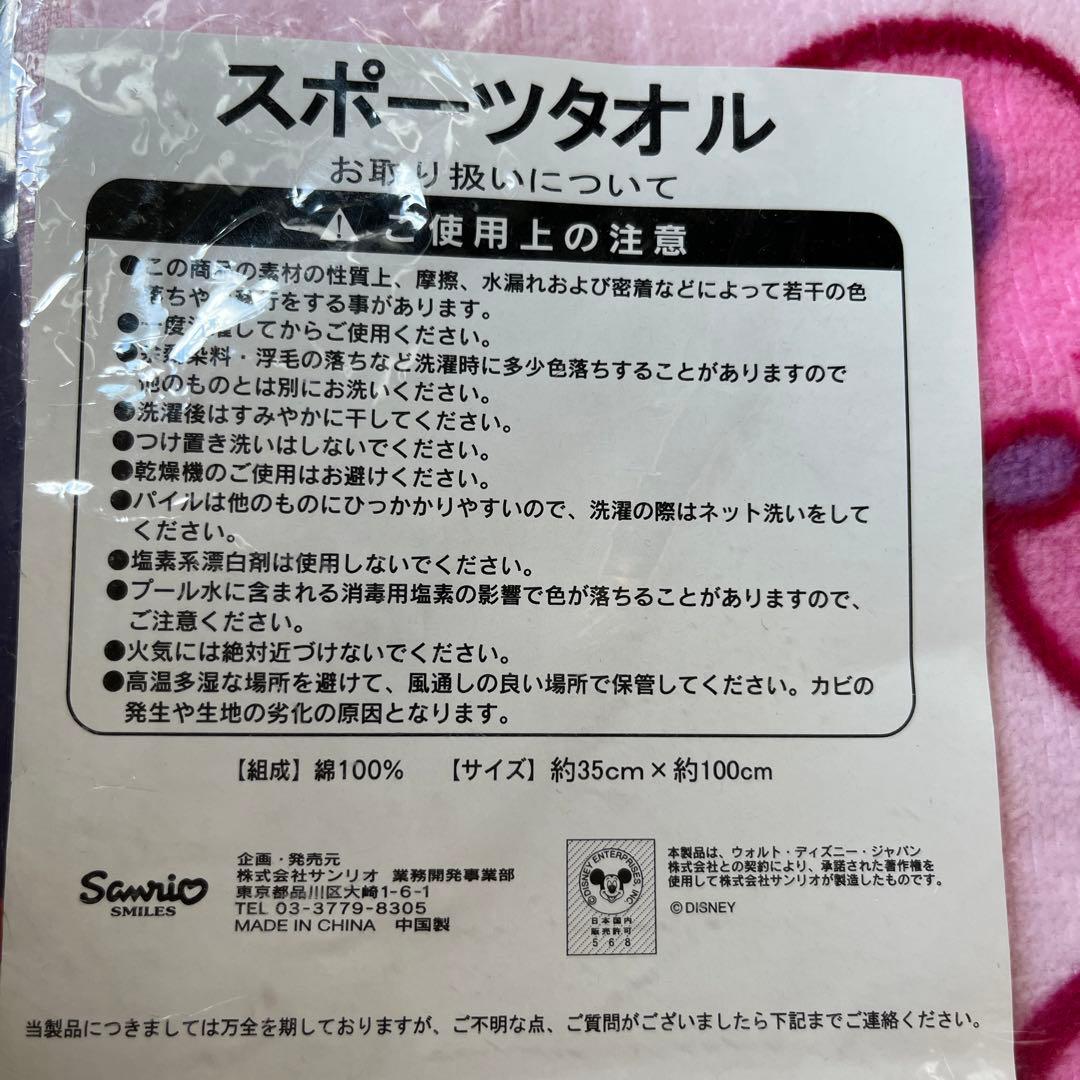 スポーツタオル
お取り扱いについて
ご使用上の注意
●この商品の素材の性質上、摩擦、水漏れおよび密着などによって若干の色
落ちや 行をする事があります。
●一度洗濯してからご使用ください。
● 染料・浮毛の落ちなど洗濯時に多少色落ちすることがありますので
他のものとは別にお洗いください。
●洗濯後はすみやかに干してください。
●つけ置き洗いはしないでください。
●乾燥機のご使用はお避けください。
●パイルは他のものにひっかかりやすいので、洗濯の際はネット洗いをして
ください。
●塩素系漂白剤は使用しないでください。
●プール水に含まれる消毒用塩素の影響で色が落ちることがありますので、
ご注意ください。
●火気には絶対近づけないでください。
●高温多湿な場所を避けて、風通しの良い場所で保管してください。カビの
発生や生地の劣化の原因となります。
【組成】綿100% 【サイズ】約35cm×約100cm
Sanrio
SMILES
企画・発売元
株式会社サンリオ 業務開発事業部
東京都品川区大崎1-6-1
TEL 03-3779-8305
MADE IN CHINA 中国製
©DISNEY ENTERPRISES, INC.
日本国内
販売許可
568
本製品は、ウォルト・ディズニー・ジャパン
株式会社との契約により、承諾された著作権を
使用して株式会社サンリオが製造したものです。
©DISNEY
当製品につきましては万全を期しておりますが、ご不明な点、ご質問がございましたら下記までご連絡ください。